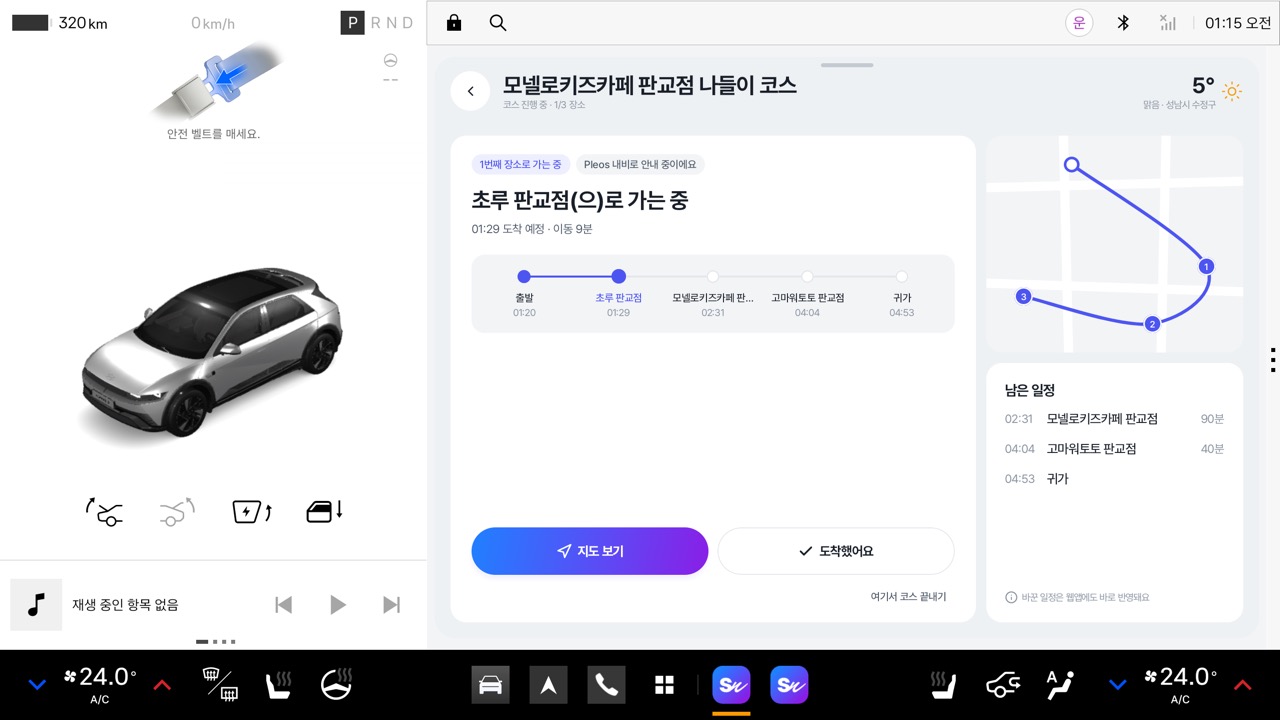 320 km
0 km/h
P R N D
01:15 오전
운
안전 벨트를 매세요.
--
모넬로키즈카페 판교점 나들이 코스
코스 진행 중 · 1/3 장소
5°
맑음 · 성남시 수정구
1번째 장소로 가는 중
Pleos 내비로 안내 중이에요
초루 판교점(으)로 가는 중
01:29 도착 예정 · 이동 9분
출발
초루 판교점
모넬로키즈카페 판...
고마워토토 판교점
귀가
01:20
01:29
02:31
04:04
04:53
1
2
3
남은 일정
02:31 모넬로키즈카페 판교점 90분
04:04 고마워토토 판교점 40분
04:53 귀가
지도 보기
도착했어요
여기서 코스 끝내기
바꾼 일정은 웹앱에도 바로 반영돼요
재생 중인 항목 없음
24.0°
A/C
Sw
Sw
A
24.0°
A/C